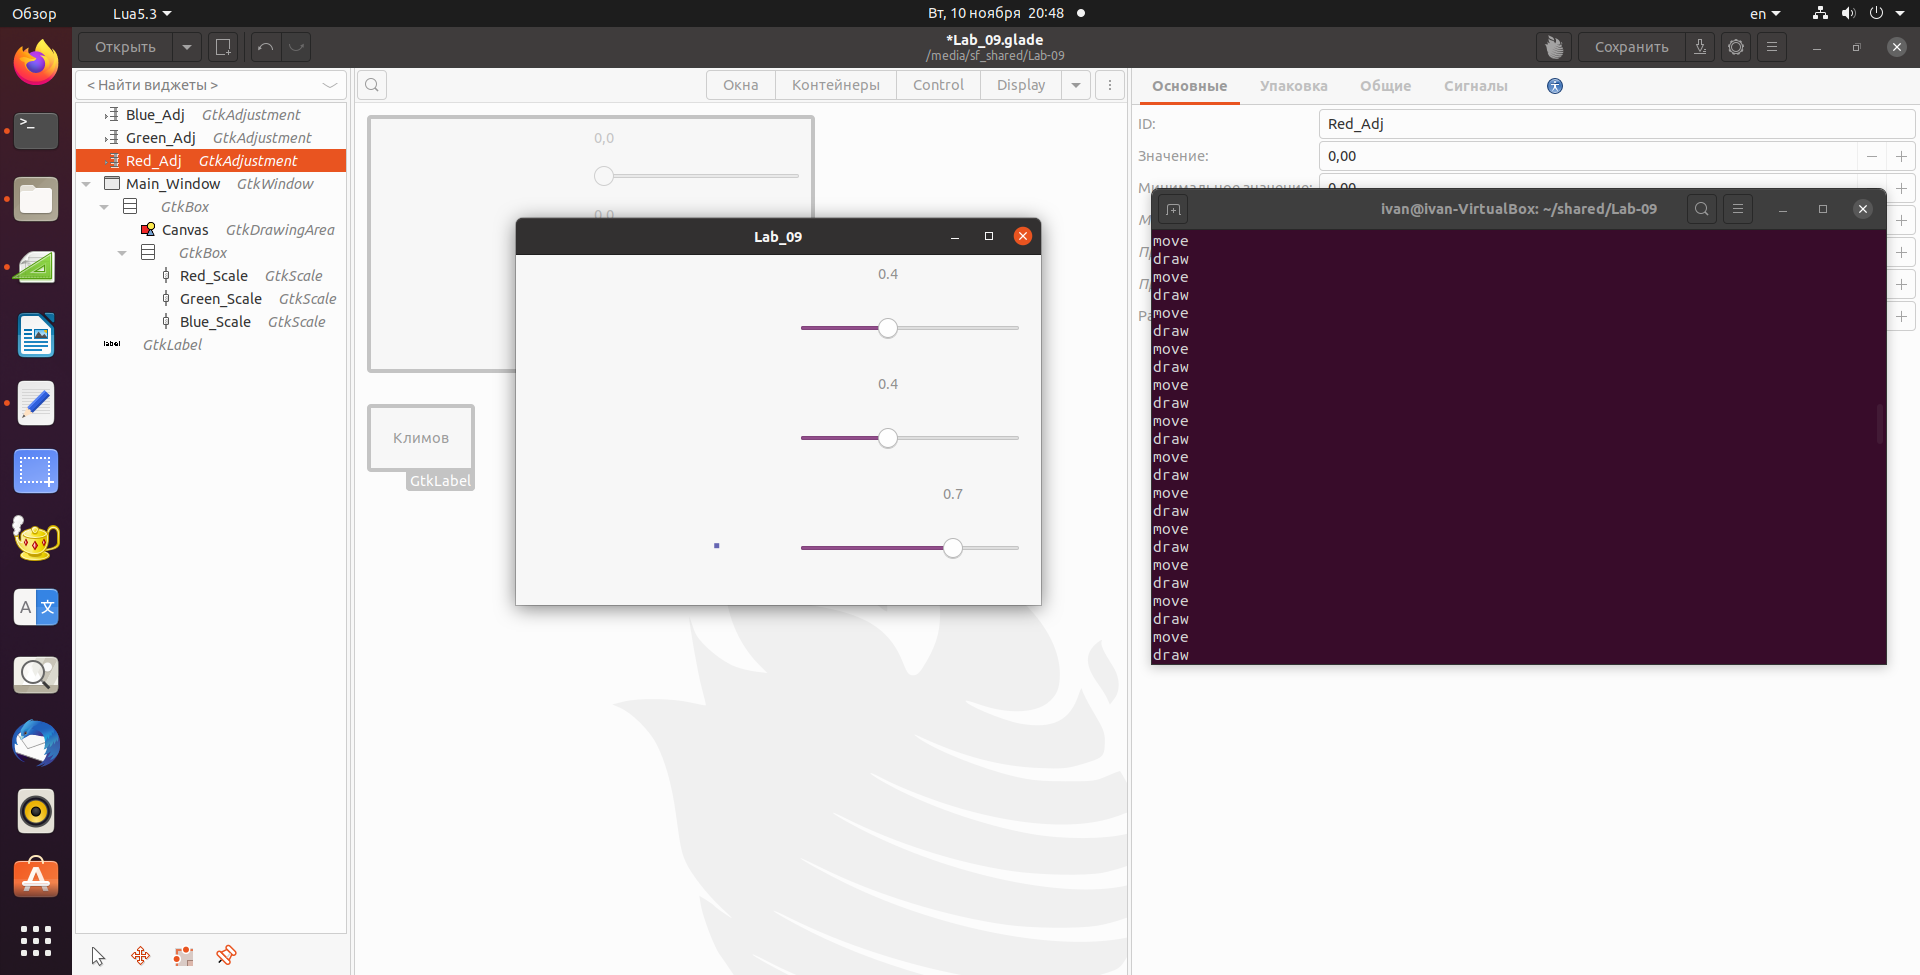 Обзор
Lua5.3
Вт, 10 ноября 20:48
en
Открыть
*Lab_09.glade
/media/sf_shared/Lab-09
Сохранить
< Найти виджеты >
Blue_Adj GtkAdjustment
Green_Adj GtkAdjustment
Red_Adj GtkAdjustment
Main_Window GtkWindow
GtkBox
Canvas GtkDrawingArea
GtkBox
Red_Scale GtkScale
Green_Scale GtkScale
Blue_Scale GtkScale
label GtkLabel
Окна
Контейнеры
Control
Display
0,0
0,0
Климов
GtkLabel
Lab_09
0.4
0.4
0.7
Основные
Упаковка
Общие
Сигналы
ID:
Red_Adj
Значение:
0,00
Минимальное значение:
0,00
ivan@ivan-VirtualBox: ~/shared/Lab-09
move
draw
move
draw
move
draw
move
draw
move
draw
move
draw
move
draw
move
draw
move
draw
move
draw
move
draw
move
draw